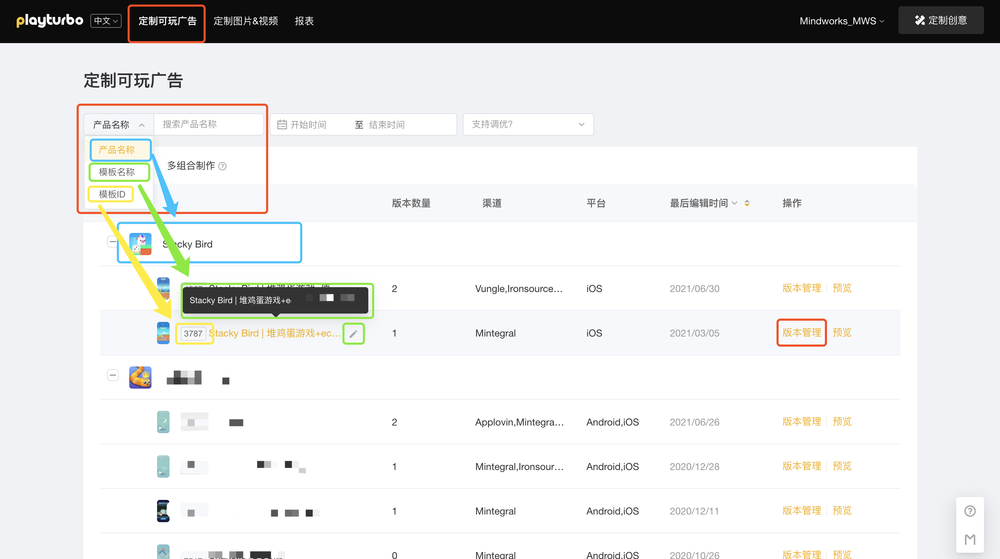 playturbo 中文 定制可玩广告 定制图片&视频 报表 Mindworks_MWS 定制创意
定制可玩广告
产品名称 搜索产品名称 开始时间 至 结束时间 支持调优?
产品名称
模板名称
模板ID
多组合制作
版本数量 渠道 平台 最后编辑时间 操作
Stacky Bird
2 Vungle,Ironsource... iOS 2021/06/30 版本管理 预览
Stacky Bird | 堆鸡蛋游戏+e
3787 Stacky Bird | 堆鸡蛋游戏+ec... 1 Mintegral iOS 2021/03/05 版本管理 预览
2 Applovin,Mintegra... Android,iOS 2021/06/26 版本管理 预览
1 Mintegral,Ironsour... Android,iOS 2020/12/28 版本管理 预览
1 Mintegral Android,iOS 2020/12/11 版本管理 预览
0 Mintegral Android,iOS 2020/11/05 版本管理 预览